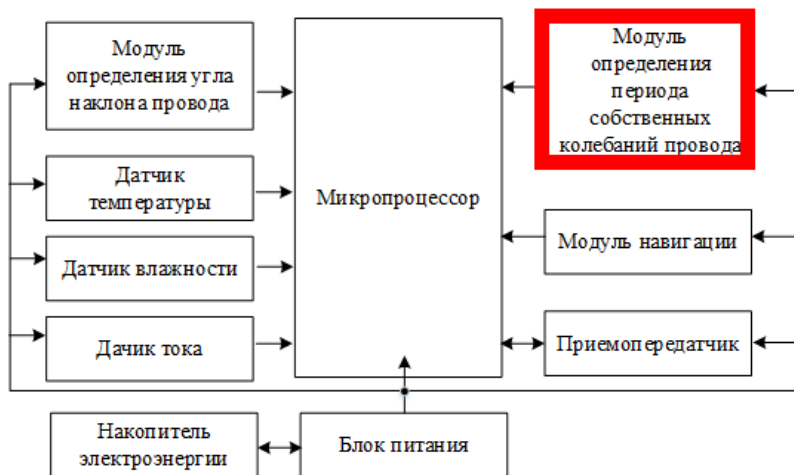 Модуль
определения угла
наклона провода
Датчик
температуры
Датчик влажности
Дачик тока
Накопитель
электроэнергии
Микропроцессор
Блок питания
Модуль
определения
периода
собственных
колебаний провода
Модуль навигации
Приемопередатчик